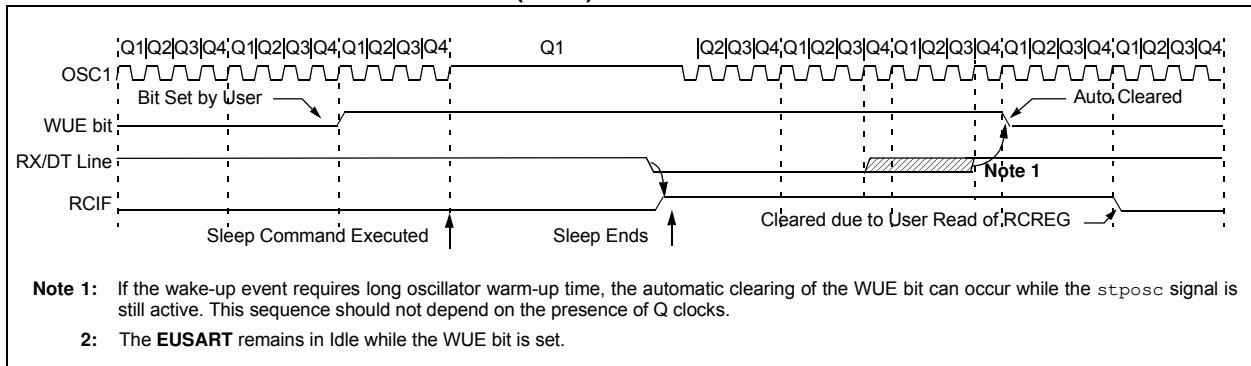 Q1|Q2|Q3|Q4|Q1|Q2|Q3|Q4|Q1|Q2|Q3|Q4 Q1 |Q2|Q3|Q4|Q1|Q2|Q3|Q4|Q1|Q2|Q3|Q4|Q1|Q2|Q3|Q4|Q1|Q2|Q3|Q4
OSC1
Bit Set by User Auto Cleared
WUE bit
RX/DT Line
Note 1
RCIF
Cleared due to User Read of RCREG
Sleep Command Executed Sleep Ends
Note 1: If the wake-up event requires long oscillator warm-up time, the automatic clearing of the WUE bit can occur while the stposc signal is
still active. This sequence should not depend on the presence of Q clocks.
2: The EUSART remains in Idle while the WUE bit is set.